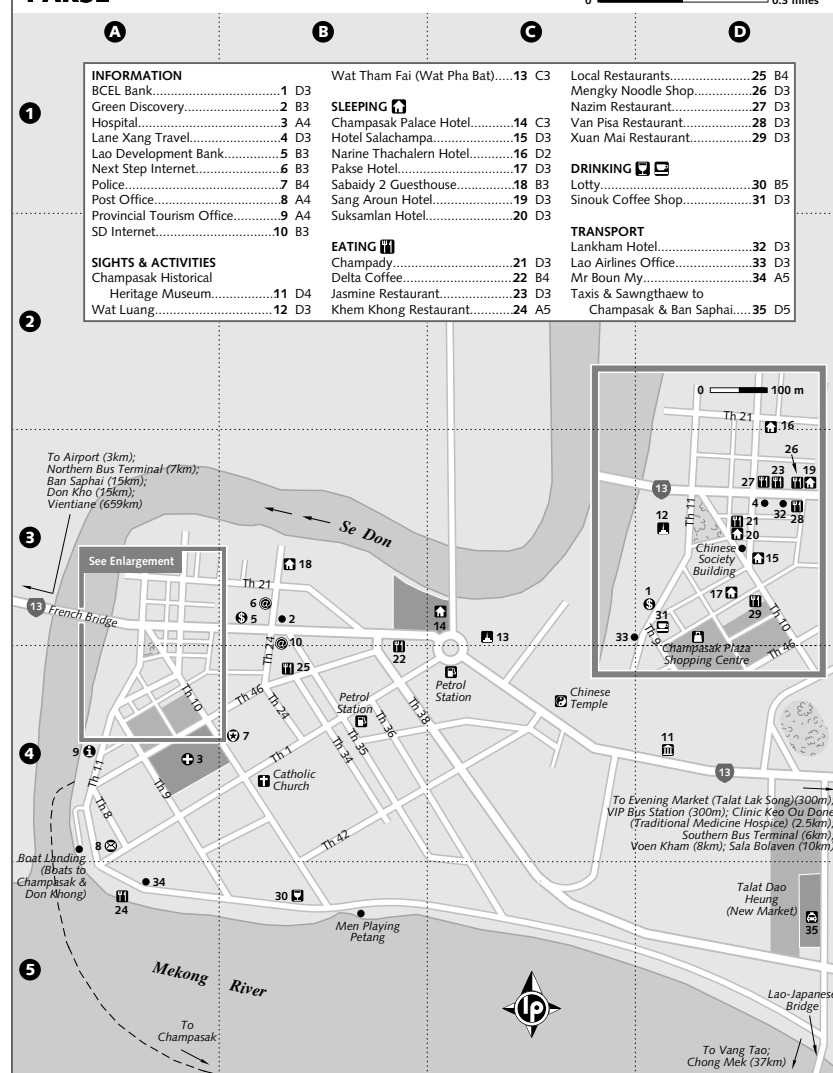 0 0.3 miles
A B C D
1
2
3
4
5
INFORMATION
BCEL Bank 1 D3
Green Discovery 2 B3
Hospital 3 A4
Lane Xang Travel 4 D3
Lao Development Bank 5 B3
Next Step Internet 6 B3
Police 7 B4
Post Office 8 A4
Provincial Tourism Office 9 A4
SD Internet 10 B3
SIGHTS & ACTIVITIES
Champasak Historical
Heritage Museum 11 D4
Wat Luang 12 D3
Wat Tham Fai (Wat Pha Bat) 13 C3
SLEEPING
Champasak Palace Hotel 14 C3
Hotel Salachampa 15 D3
Narine Thachalern Hotel 16 D2
Pakse Hotel 17 D3
Sabaidy 2 Guesthouse 18 B3
Sang Aroun Hotel 19 D3
Suksamlan Hotel 20 D3
EATING
Champady 21 D3
Delta Coffee 22 B4
Jasmine Restaurant 23 D3
Khem Khong Restaurant 24 A5
Local Restaurants 25 B4
Mengky Noodle Shop 26 D3
Nazim Restaurant 27 D3
Van Pisa Restaurant 28 D3
Xuan Mai Restaurant 29 D3
DRINKING
Lotty 30 B5
Sinouk Coffee Shop 31 D3
TRANSPORT
Lankham Hotel 32 D3
Lao Airlines Office 33 D3
Mr Boun My 34 A5
Taxis & Sawngthaew to
Champasak & Ban Saphai 35 D5
0 100 m
Th 21
16
26
23
19
27
13
4
32
28
12
Th 11
21
20
Chinese
Society
Building
15
1
17
29
31
Th 10
33
Th 9
Th 46
Champasak Plaza
Shopping Centre
To Airport (3km);
Northern Bus Terminal (7km);
Ban Saphai (15km);
Don Kho (15km);
Vientiane (659km)
Se Don
See Enlargement
18
Th 21
6
5
2
13
French Bridge
14
10
Th 24
22
13
25
Th 10
Th 46
Th 24
Petrol
Station
Petrol
Station
Th 38
Th 36
Th 35
Th 34
Chinese
Temple
11
7
9
3
Th 1
Th 11
Catholic
Church
Th 9
Th 8
13
To Evening Market (Talat Lak Song)(300m),
VIP Bus Station (300m); Clinic Keo Ou Done
(Traditional Medicine Hospice) (2.5km),
Southern Bus Terminal (6km),
Voen Kham (8km); Sala Bolaven (10km)
8
Th 42
Boat Landing
(Boats to
Champasak &
Don Khong)
34
24
30
Men Playing
Petang
Talat Dao
Heung
(New Market)
35
Mekong River
To
Champasak
lp
Lao-Japanese
Bridge
To Vang Tao;
Chong Mek (37km)